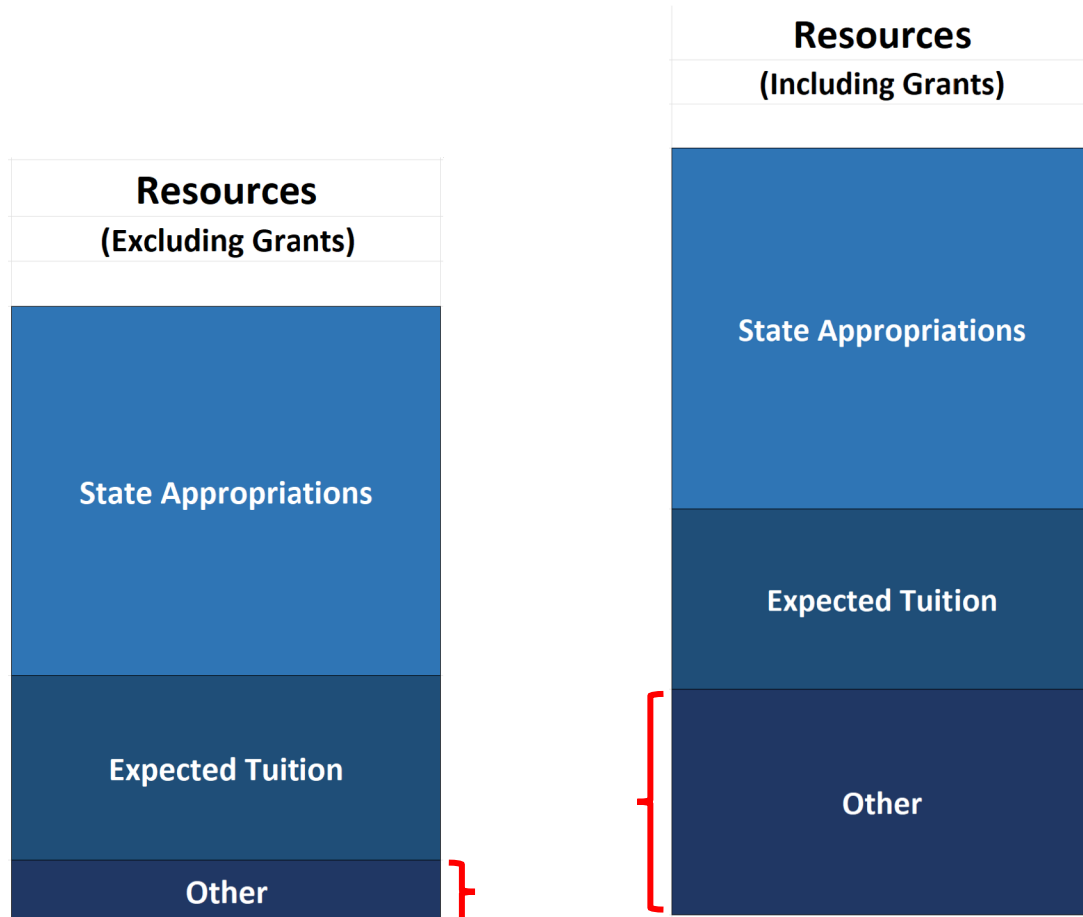 Resources
(Excluding Grants)
State Appropriations
Expected Tuition
Other
Resources
(Including Grants)
State Appropriations
Expected Tuition
Other